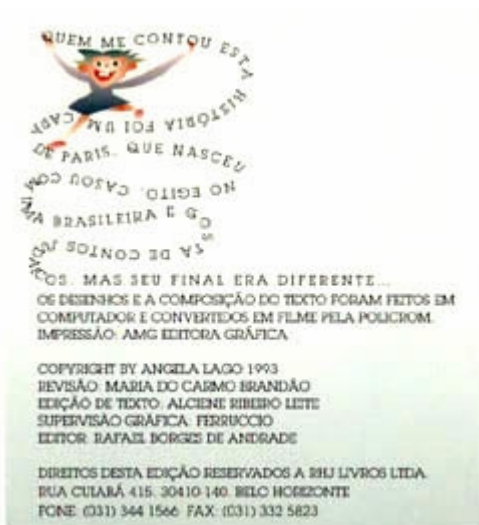 QUEM ME CONTOU ESTA
HISTÓRIA FOI UM CARA
DE PARIS, QUE NASCEU
NO EGITO, CASOU COM
UMA BRASILEIRA E GOS
TA DE CONTOS
MAS SEU FINAL ERA DIFERENTE...
OS DESENHOS E A COMPOSIÇÃO DO TEXTO FORAM FEITOS EM
COMPUTADOR E CONVERTIDOS EM FILME PELA POLICROM.
IMPRESSÃO: AMG EDITORA GRÁFICA
COPYRIGHT BY ANGELA LAGO 1993
REVISÃO: MARIA DO CARMO BRANDÃO
EDIÇÃO DE TEXTO: ALCIENE RIBEIRO LEITE
SUPERVISÃO GRÁFICA: FERRUCCIO
EDITOR: RAFAEL BORGES DE ANDRADE
DIREITOS DESTA EDIÇÃO RESERVADOS A RHJ LIVROS LTDA.
RUA CUIABÁ 415. 30410-140. BELO HORIZONTE
FONE: (031) 344 1566 FAX: (031) 332 5823